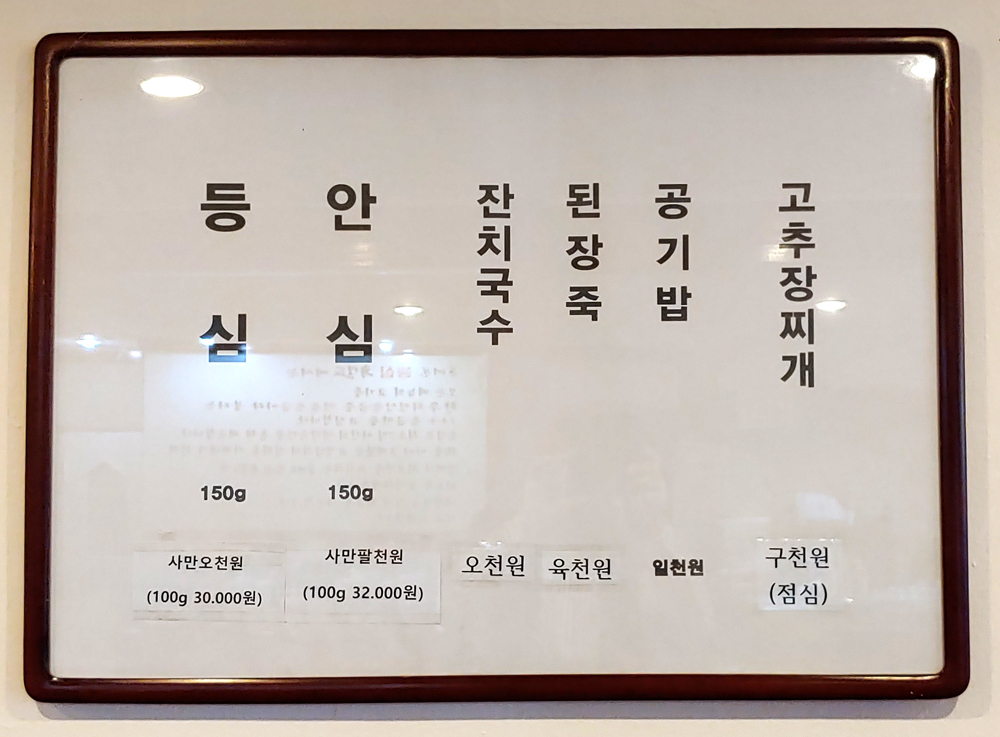 등심
150g
사만오천원
(100g 30.000원)
안심
150g
사만팔천원
(100g 32.000원)
잔치국수
오천원
된장죽
육천원
공기밥
일천원
고추장찌개
구천원
(점심)